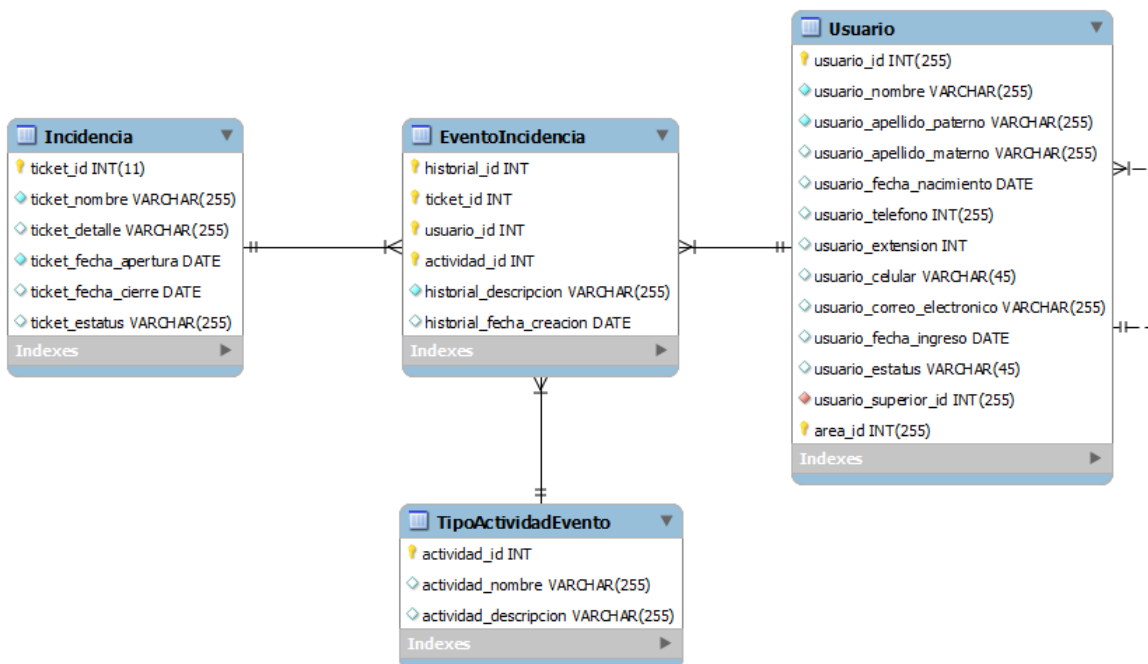 Incidencia
ticket_id INT(11)
ticket_nombre VARCHAR(255)
ticket_detalle VARCHAR(255)
ticket_fecha_apertura DATE
ticket_fecha_cierre DATE
ticket_estatus VARCHAR(255)
Indexes
EventoIncidencia
historial_id INT
ticket_id INT
usuario_id INT
actividad_id INT
historial_descripcion VARCHAR(255)
historial_fecha_creacion DATE
Indexes
Usuario
usuario_id INT(255)
usuario_nombre VARCHAR(255)
usuario_apellido_paterno VARCHAR(255)
usuario_apellido_materno VARCHAR(255)
usuario_fecha_nacimiento DATE
usuario_telefono INT(255)
usuario_extension INT
usuario_celular VARCHAR(45)
usuario_correo_electronico VARCHAR(255)
usuario_fecha_ingreso DATE
usuario_estatus VARCHAR(45)
usuario_superior_id INT(255)
area_id INT(255)
Indexes
TipoActividadEvento
actividad_id INT
actividad_nombre VARCHAR(255)
actividad_descripcion VARCHAR(255)
Indexes